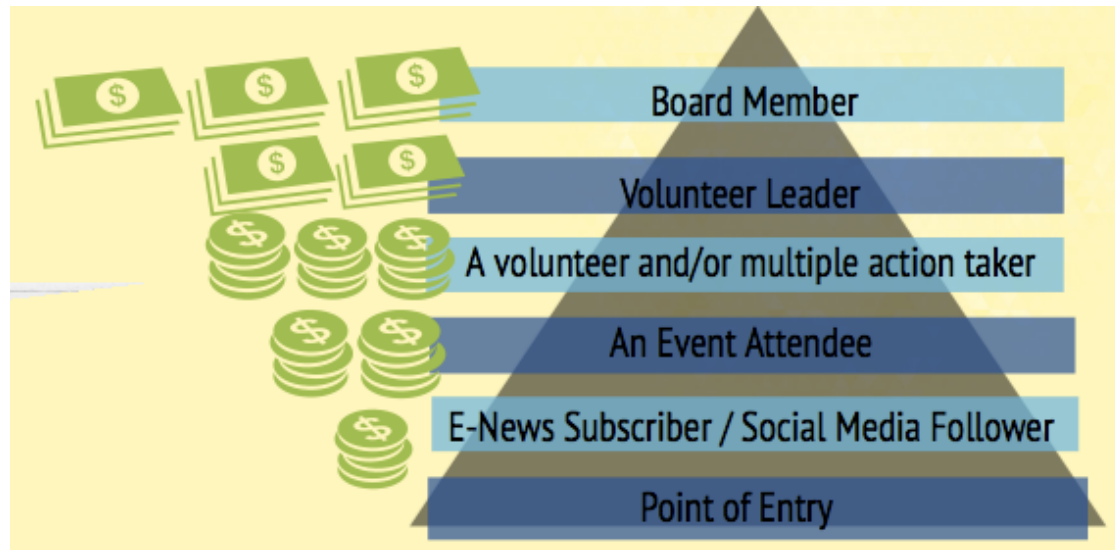 $ $ $
Board Member
$ $
Volunteer Leader
$ $ $
A volunteer and/or multiple action taker
$ $
An Event Attendee
$
E-News Subscriber / Social Media Follower
Point of Entry